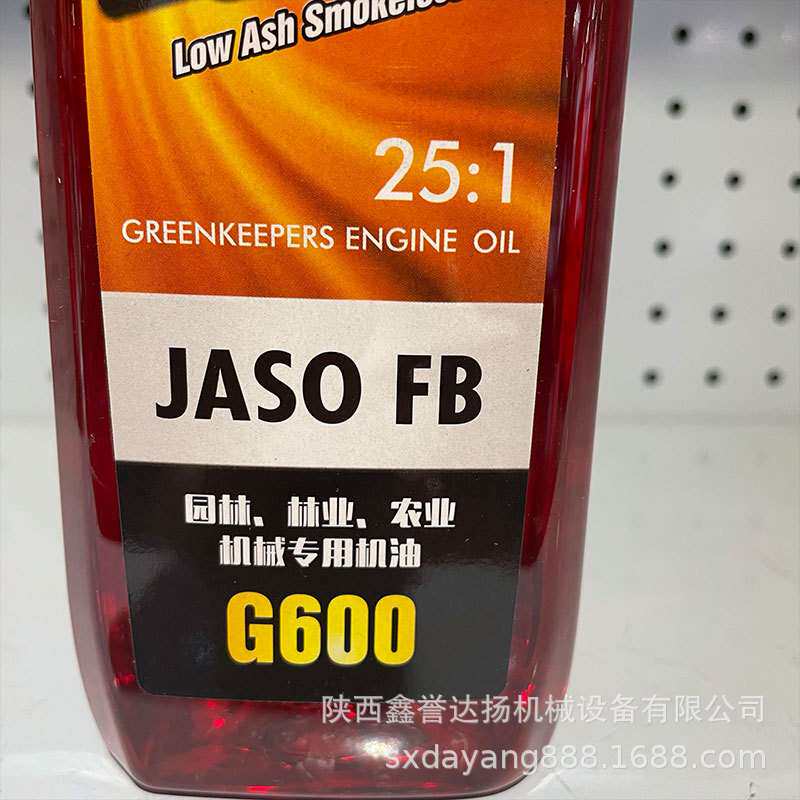 Low Ash
25:1
GREENKEEPERS ENGINE OIL
JASO FB
园林、林业、农业
机械专用机油
G600
陕西鑫誉达扬机械设备有限公司
sxdayang888.1688.com